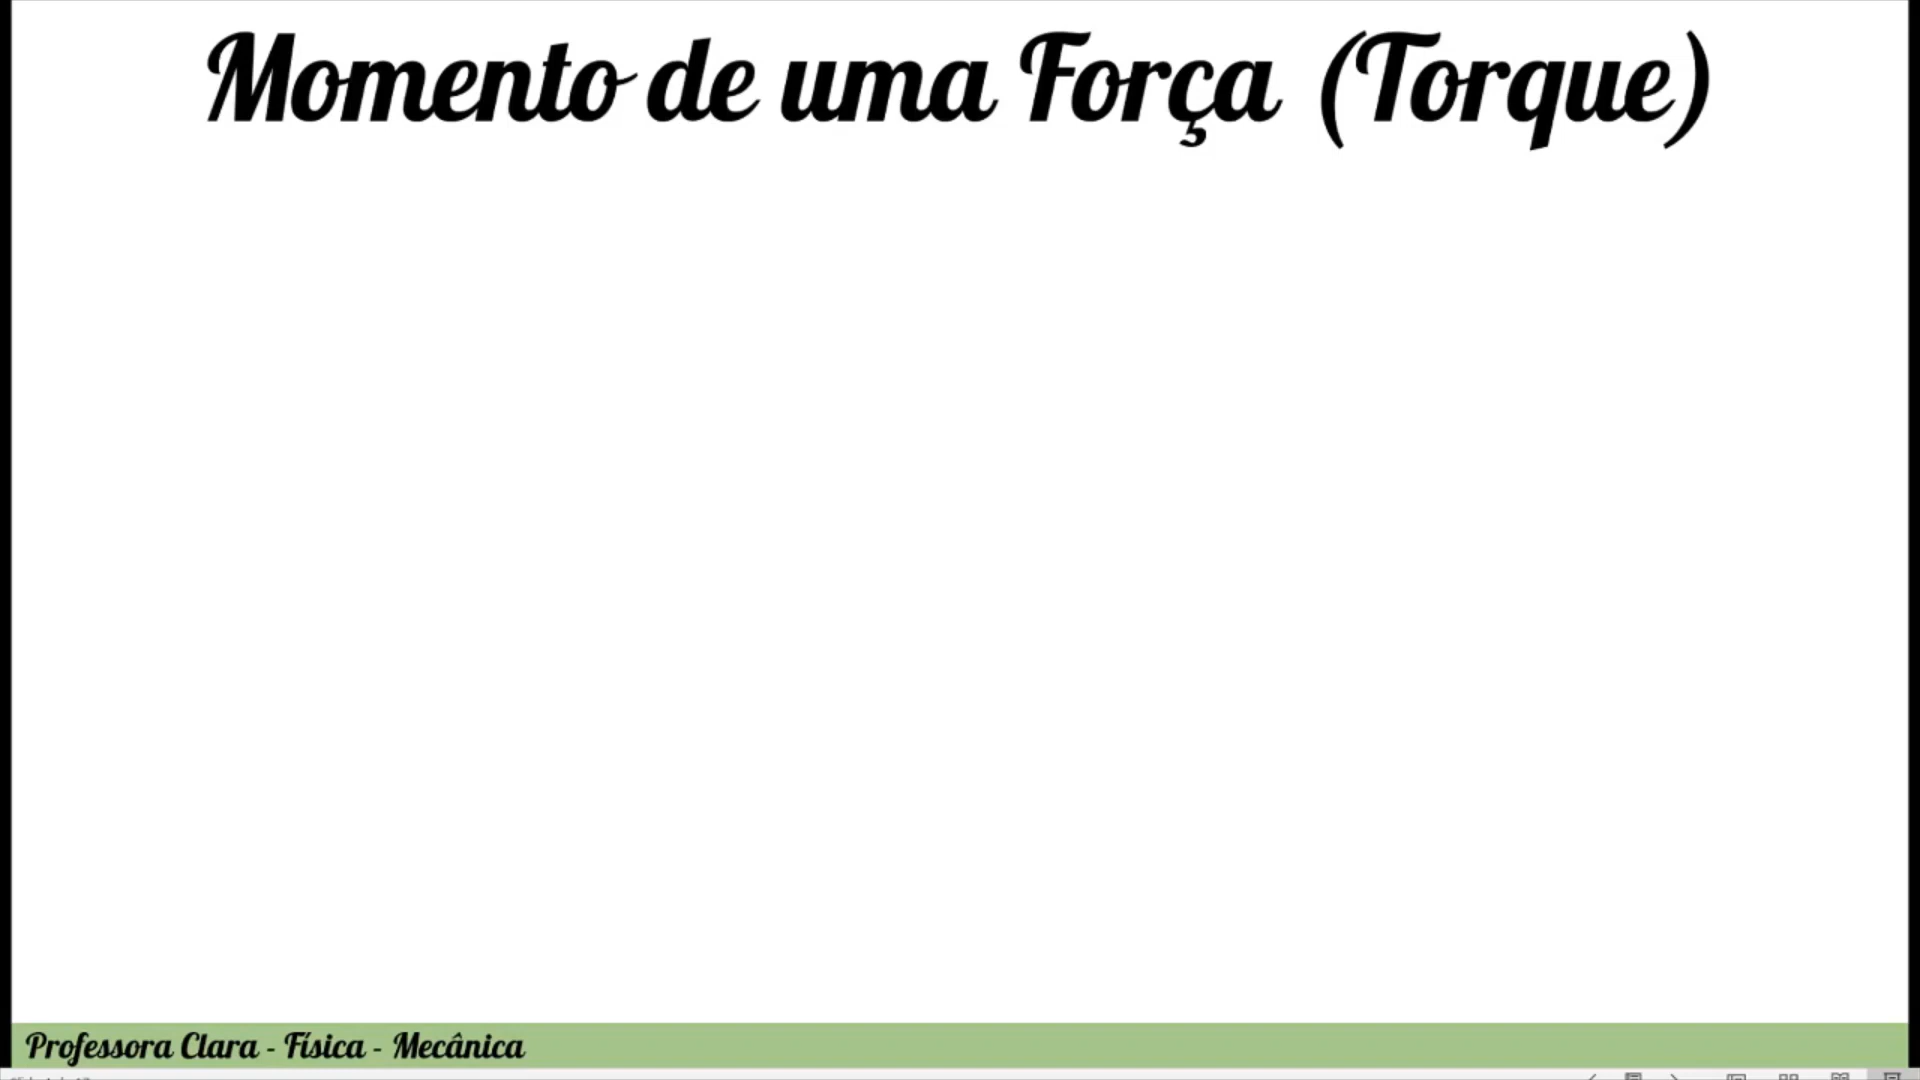 Momento de uma Força (Torque)
Professora Clara - Física - Mecânica